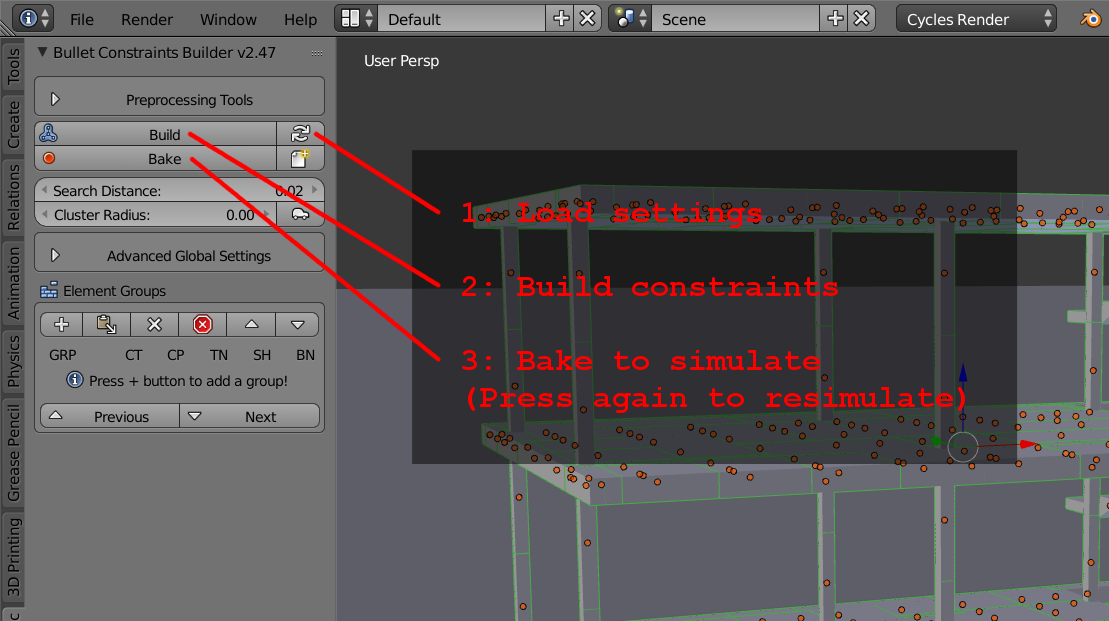 File Render Window Help Default Scene Cycles Render
Bullet Constraints Builder v2.47
User Persp
Tools
Create
Relations
Animation
Physics
Grease Pencil
3D Printing
Preprocessing Tools
Build
Bake
Search Distance: 0.02
Cluster Radius: 0.00
Advanced Global Settings
Element Groups
GRP CT CP TN SH BN
Press + button to add a group!
Previous Next
1: Load settings
2: Build constraints
3: Bake to simulate
(Press again to resimulate)